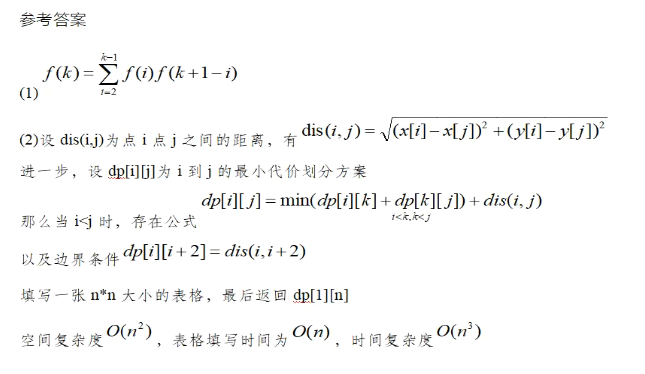 参考答案
(1) f(k)=∑_{i=2}^{k-1} f(i)f(k+1-i)
(2)设 dis(i,j)为点 i 点 j 之间的距离，有 dis(i,j)=√((x[i]-x[j])²+(y[i]-y[j])²)
进一步，设 dp[i][j]为 i 到 j 的最小代价划分方案
那么当 i<j 时，存在公式 dp[i][j]=min_{i<k,k<j}(dp[i][k]+dp[k][j])+dis(i,j)
以及边界条件 dp[i][i+2]=dis(i,i+2)
填写一张 n*n 大小的表格，最后返回 dp[1][n]
空间复杂度 O(n²)，表格填写时间为 O(n)，时间复杂度 O(n³)